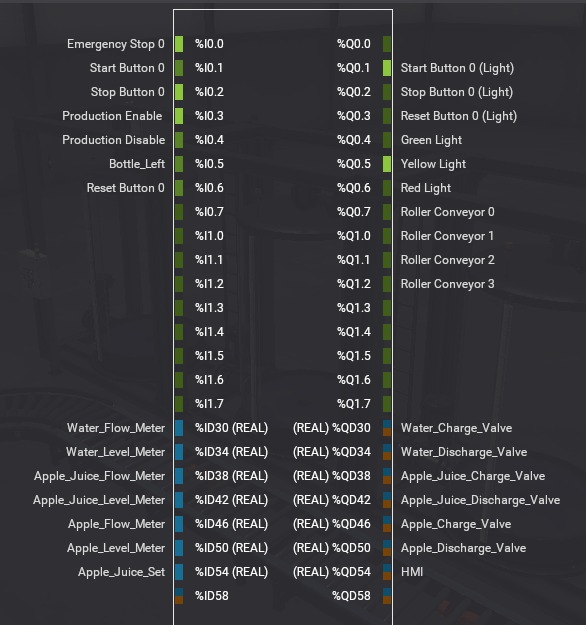 Emergency Stop 0 %I0.0 %Q0.0
Start Button 0 %I0.1 %Q0.1 Start Button 0 (Light)
Stop Button 0 %I0.2 %Q0.2 Stop Button 0 (Light)
Production Enable %I0.3 %Q0.3 Reset Button 0 (Light)
Production Disable %I0.4 %Q0.4 Green Light
Bottle_Left %I0.5 %Q0.5 Yellow Light
Reset Button 0 %I0.6 %Q0.6 Red Light
%I0.7 %Q0.7 Roller Conveyor 0
%I1.0 %Q1.0 Roller Conveyor 1
%I1.1 %Q1.1 Roller Conveyor 2
%I1.2 %Q1.2 Roller Conveyor 3
%I1.3 %Q1.3
%I1.4 %Q1.4
%I1.5 %Q1.5
%I1.6 %Q1.6
%I1.7 %Q1.7
Water_Flow_Meter %ID30 (REAL) (REAL) %QD30 Water_Charge_Valve
Water_Level_Meter %ID34 (REAL) (REAL) %QD34 Water_Discharge_Valve
Apple_Juice_Flow_Meter %ID38 (REAL) (REAL) %QD38 Apple_Juice_Charge_Valve
Apple_Juice_Level_Meter %ID42 (REAL) (REAL) %QD42 Apple_Juice_Discharge_Valve
Apple_Flow_Meter %ID46 (REAL) (REAL) %QD46 Apple_Charge_Valve
Apple_Level_Meter %ID50 (REAL) (REAL) %QD50 Apple_Discharge_Valve
Apple_Juice_Set %ID54 (REAL) (REAL) %QD54 HMI
%ID58 %QD58